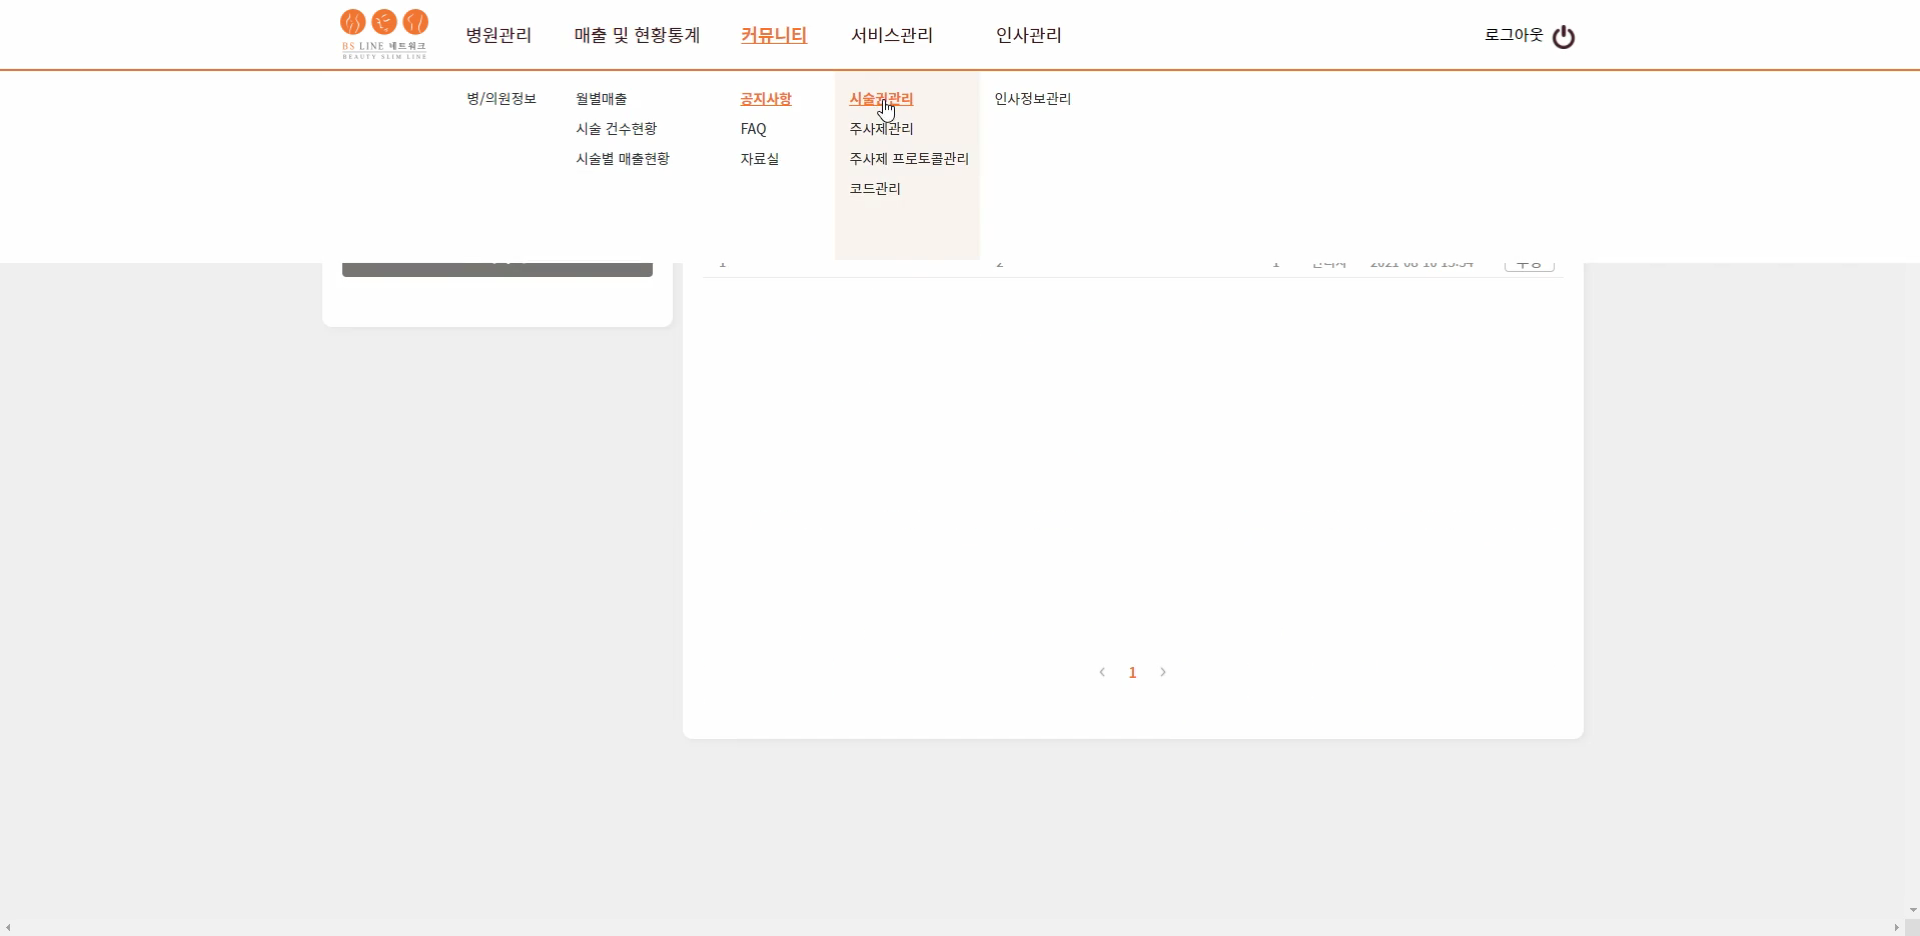 BS LINE 네트워크
BEAUTY SLIM LINE
병원관리 매출 및 현황통계 커뮤니티 서비스관리 인사관리 로그아웃
병/의원정보 월별매출 공지사항 시술권관리 인사정보관리
시술 건수현황 FAQ 주사제관리
시술별 매출현황 자료실 주사제 프로토콜관리
코드관리
1